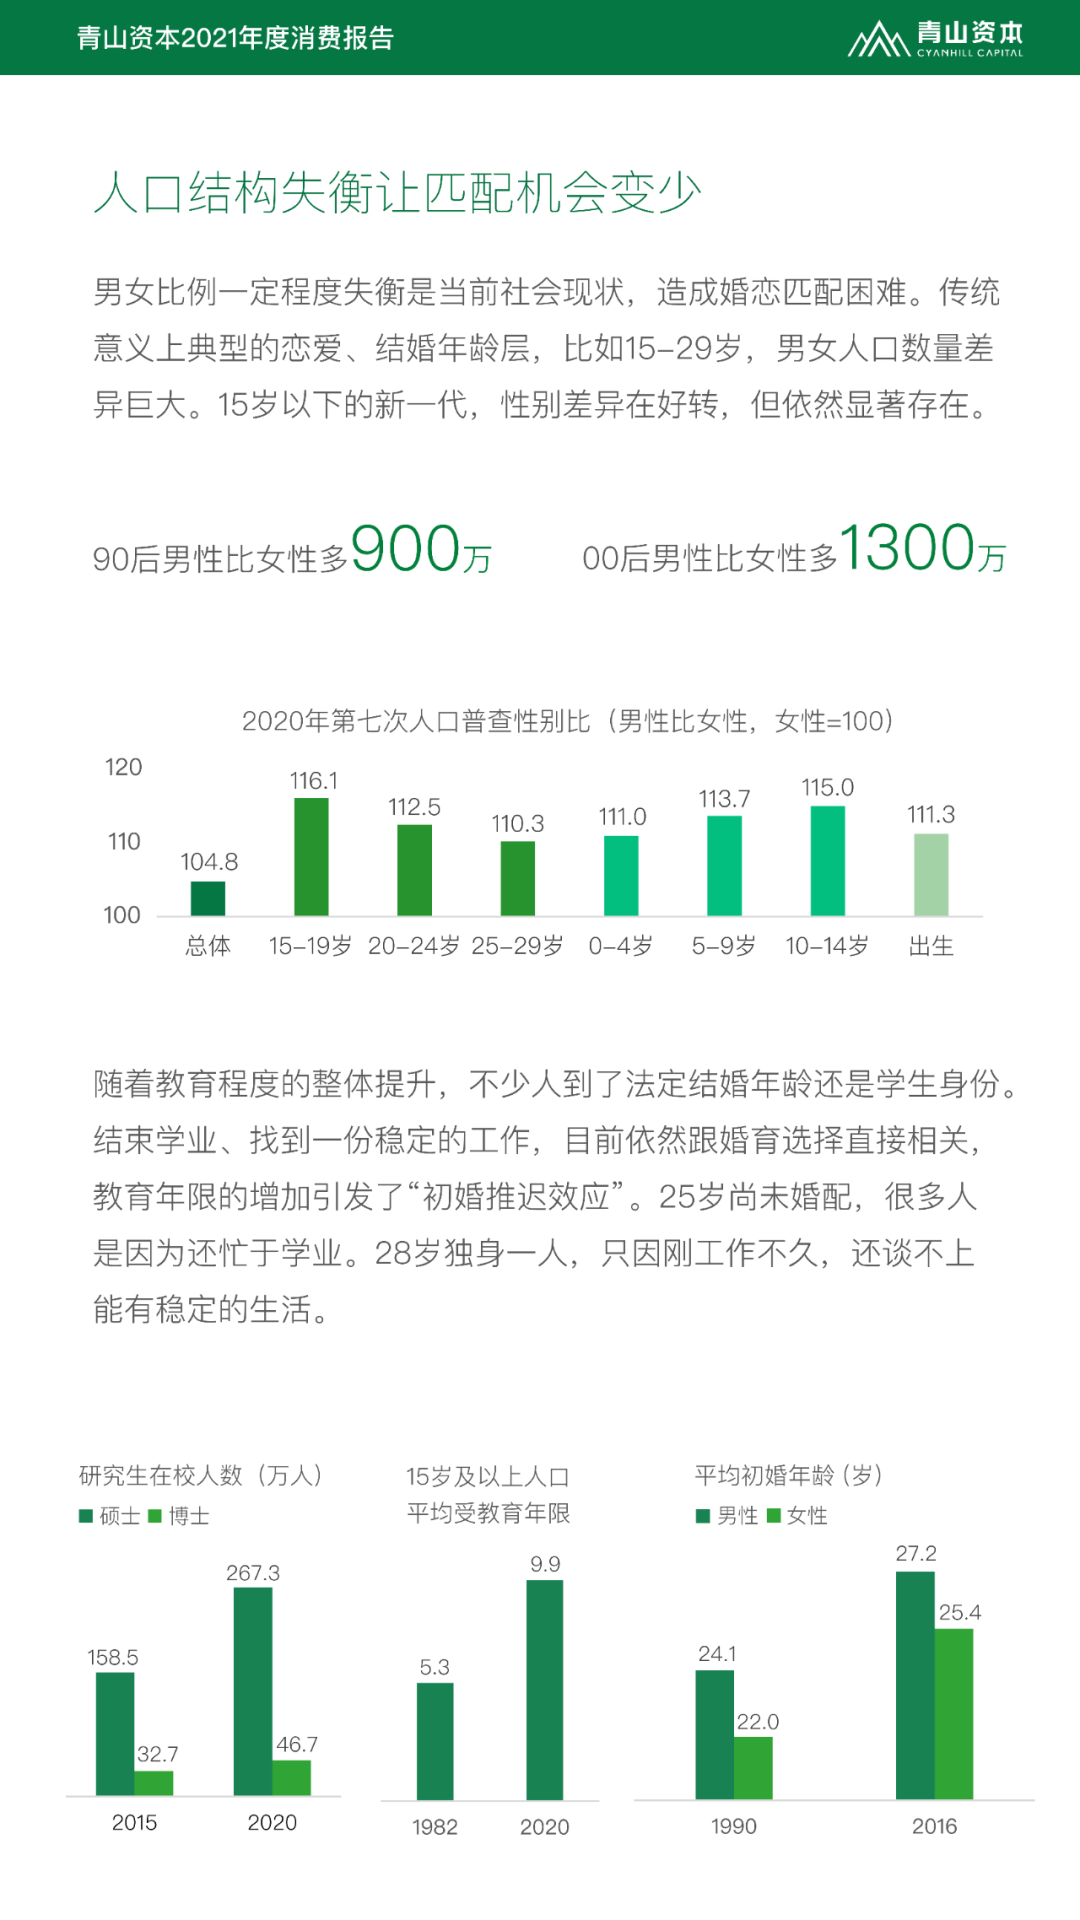 青山资本2021年度消费报告
青山资本
CYANHILL CAPITAL
人口结构失衡让匹配机会变少
男女比例一定程度失衡是当前社会现状，造成婚恋匹配困难。传统
意义上典型的恋爱、结婚年龄层，比如15-29岁，男女人口数量差
异巨大。15岁以下的新一代，性别差异在好转，但依然显著存在。
90后男性比女性多900万
00后男性比女性多1300万
2020年第七次人口普查性别比（男性比女性，女性=100）
120
110
100
104.8
116.1
112.5
110.3
111.0
113.7
115.0
111.3
总体
15-19岁
20-24岁
25-29岁
0-4岁
5-9岁
10-14岁
出生
随着教育程度的整体提升，不少人到了法定结婚年龄还是学生身份。
结束学业、找到一份稳定的工作，目前依然跟婚育选择直接相关，
教育年限的增加引发了“初婚推迟效应”。25岁尚未婚配，很多人
是因为还忙于学业。28岁独身一人，只因刚工作不久，还谈不上
能有稳定的生活。
研究生在校人数（万人）
硕士 博士
158.5
32.7
267.3
46.7
2015
2020
15岁及以上人口
平均受教育年限
5.3
9.9
1982
2020
平均初婚年龄（岁）
男性 女性
24.1
22.0
27.2
25.4
1990
2016